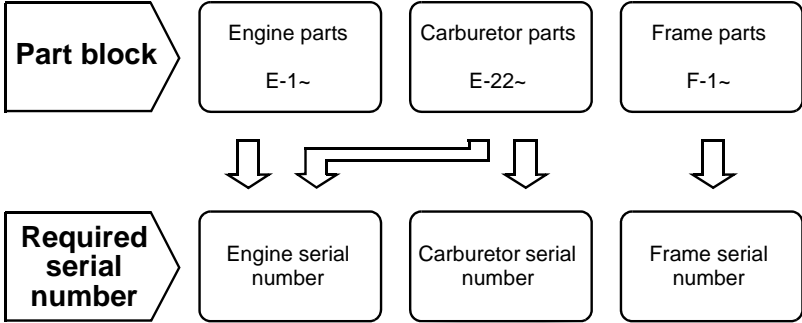 Part block
Engine parts
E-1~
Carburetor parts
E-22~
Frame parts
F-1~
Required
serial
number
Engine serial
number
Carburetor serial
number
Frame serial
number